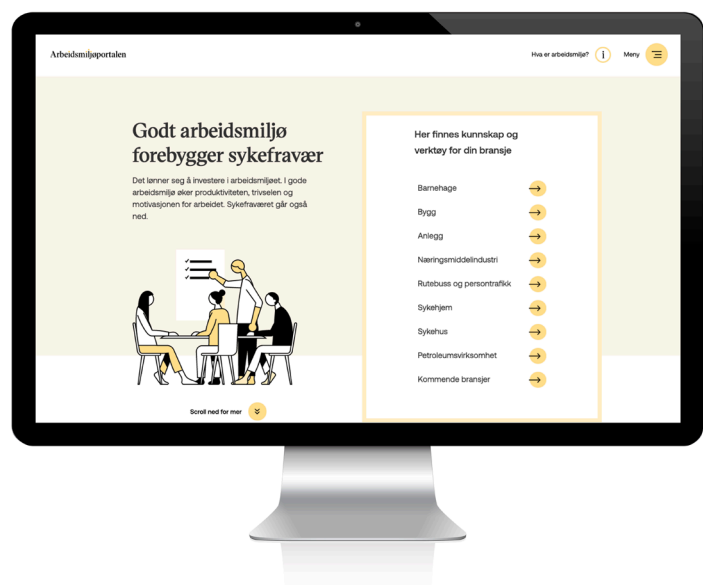 Arbeidsmiljøportalen
Hva er arbeidsmiljø? i Meny
Godt arbeidsmiljø
forebygger sykefravær
Det lønner seg å investere i arbeidsmiljøet. I gode
arbeidsmiljø øker produktiviteten, trivselen og
motivasjonen for arbeidet. Sykefraværet går også
ned.
Scroll ned for mer
Her finnes kunnskap og
verktøy for din bransje
Barnehage
Bygg
Anlegg
Næringsmiddelindustri
Rutebuss og persontrafikk
Sykehjem
Sykehus
Petroleumsvirksomhet
Kommende bransjer